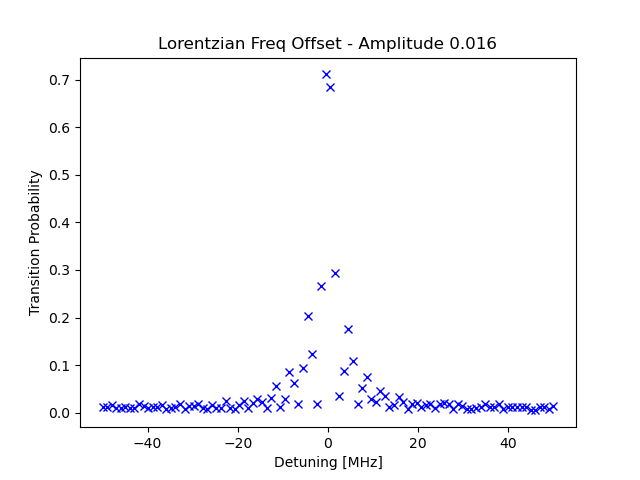 Lorentzian Freq Offset - Amplitude 0.016
Transition Probability
0.7
0.6
0.5
0.4
0.3
0.2
0.1
0.0
−40 −20 0 20 40
Detuning [MHz]